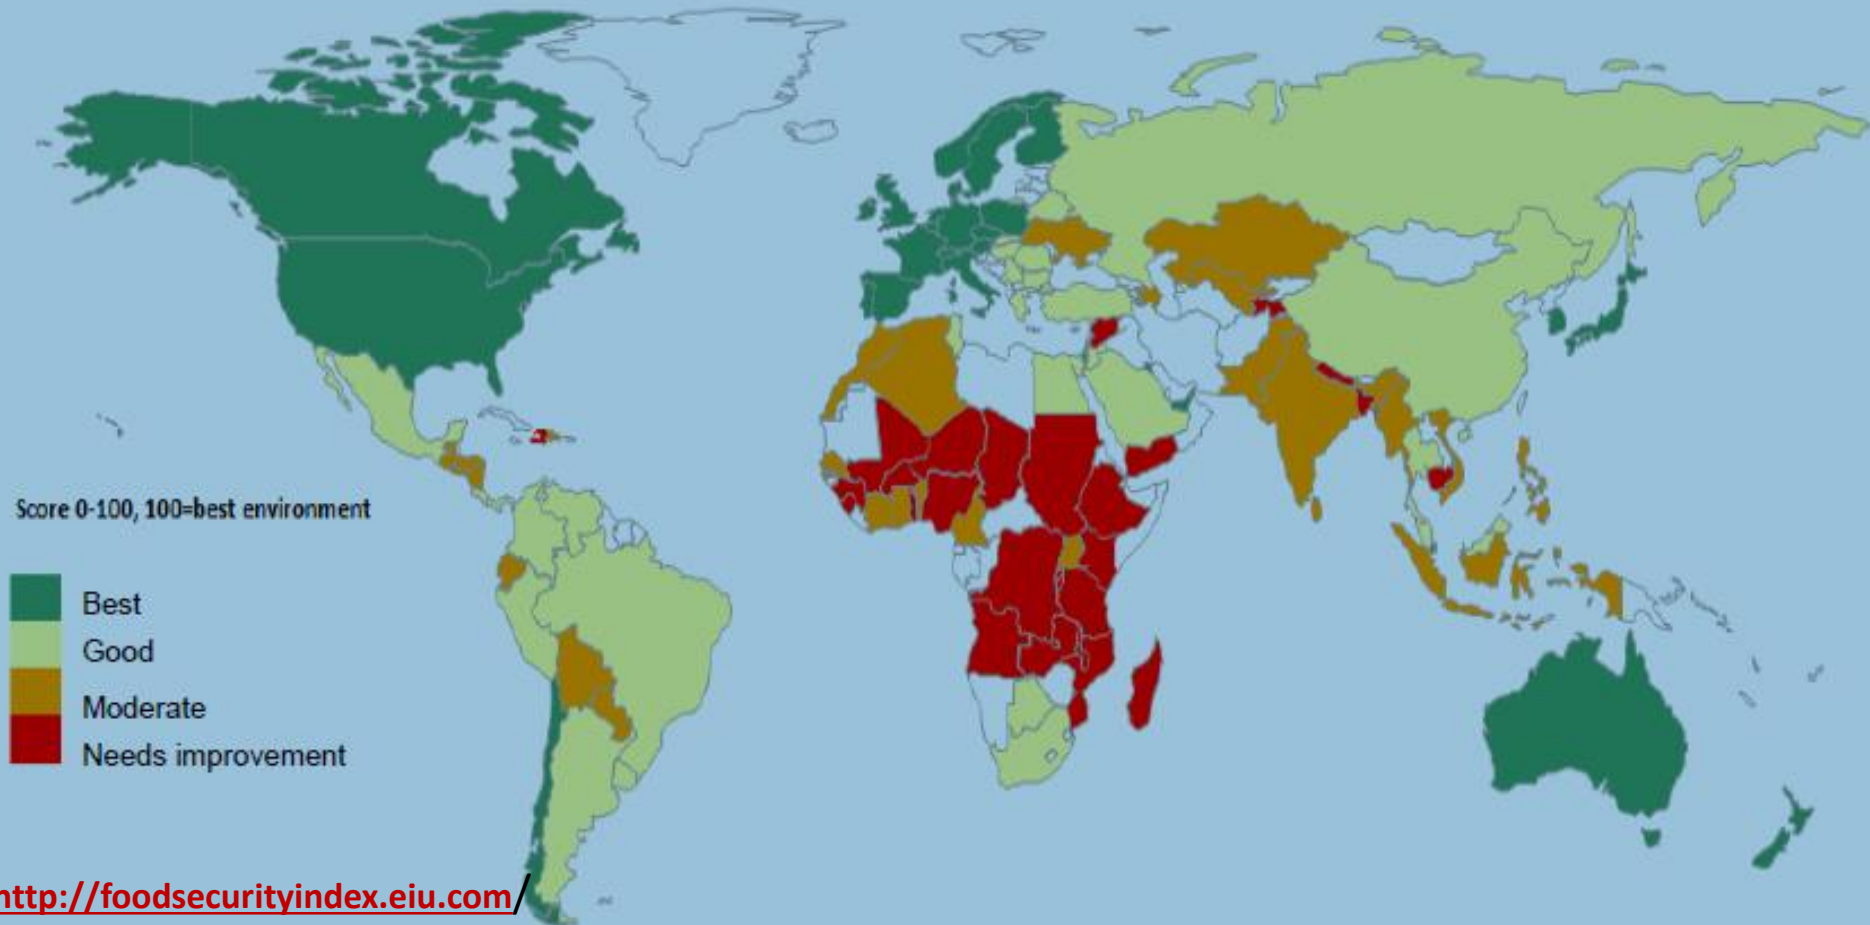 Score 0-100, 100=best environment
Best
Good
Moderate
Needs improvement
http://foodsecurityindex.eiu.com/